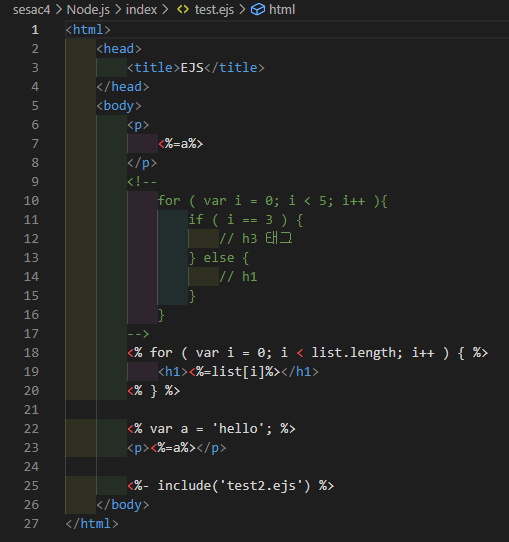 sesac4 > Node.js > index > <> test.ejs > html
1 <html>
2 <head>
3 <title>EJS</title>
4 </head>
5 <body>
6 <p>
7 <%=a%>
8 </p>
9 <!--
10 for ( var i = 0; i < 5; i++ ){
11 if ( i == 3 ) {
12 // h3 태그
13 } else {
14 // h1
15 }
16 }
17 -->
18 <% for ( var i = 0; i < list.length; i++ ) { %>
19 <h1><%=list[i]%></h1>
20 <% } %>
21
22 <% var a = 'hello'; %>
23 <p><%=a%></p>
24
25 <%- include('test2.ejs') %>
26 </body>
27 </html>